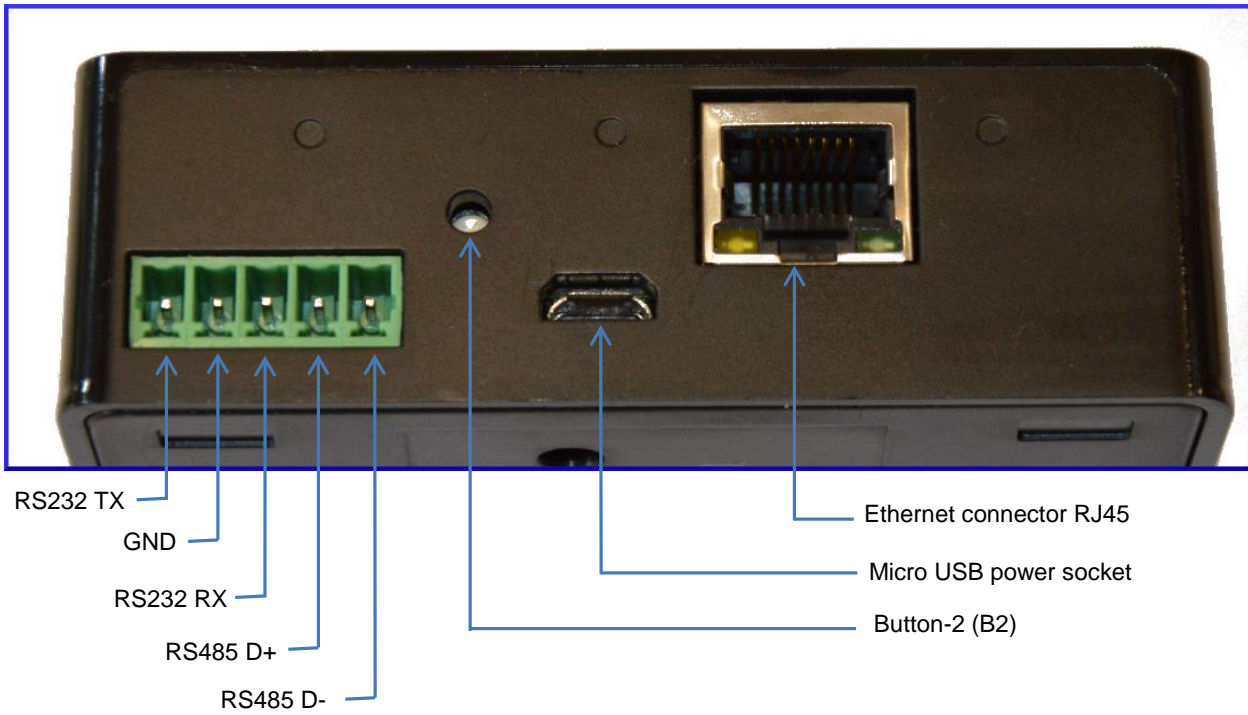 RS232 TX
GND
RS232 RX
RS485 D+
RS485 D-
Ethernet connector RJ45
Micro USB power socket
Button-2 (B2)